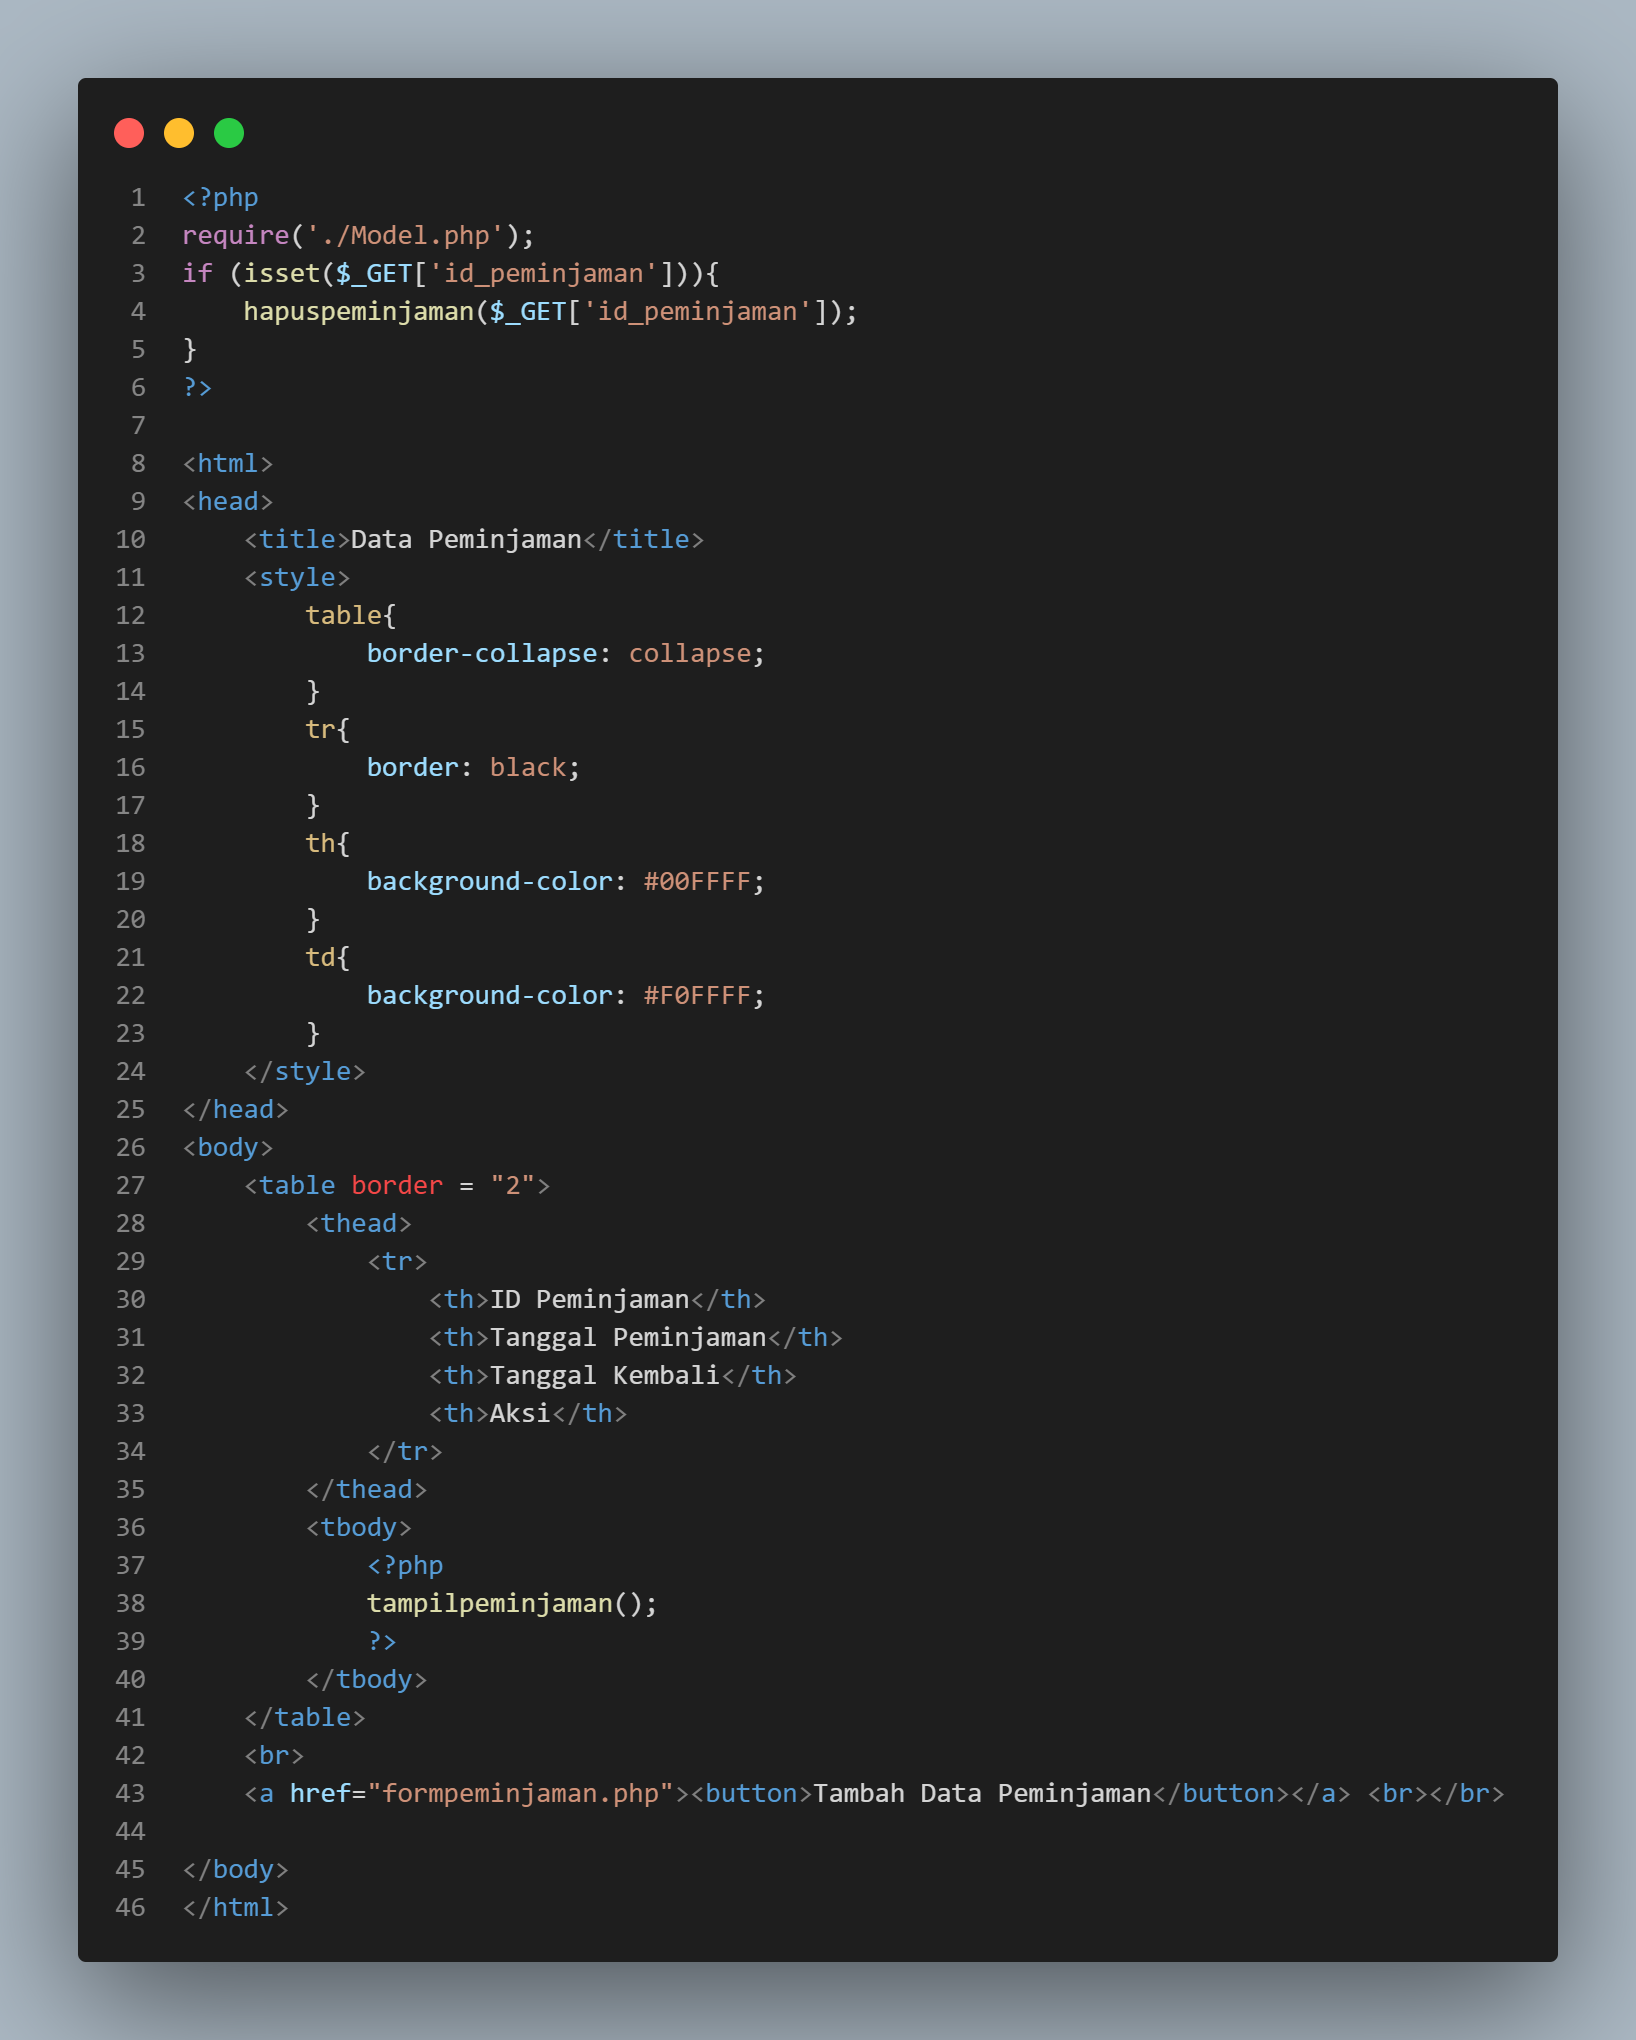 1 <?php
2 require('./Model.php');
3 if (isset($_GET['id_peminjaman'])){
4     hapuspeminjaman($_GET['id_peminjaman']);
5 }
6 ?>
7
8 <html>
9 <head>
10     <title>Data Peminjaman</title>
11     <style>
12         table{
13             border-collapse: collapse;
14         }
15         tr{
16             border: black;
17         }
18         th{
19             background-color: #00FFFF;
20         }
21         td{
22             background-color: #F0FFFF;
23         }
24     </style>
25 </head>
26 <body>
27     <table border = "2">
28         <thead>
29             <tr>
30                 <th>ID Peminjaman</th>
31                 <th>Tanggal Peminjaman</th>
32                 <th>Tanggal Kembali</th>
33                 <th>Aksi</th>
34             </tr>
35         </thead>
36         <tbody>
37             <?php
38             tampilpeminjaman();
39             ?>
40         </tbody>
41     </table>
42     <br>
43     <a href="formpeminjaman.php"><button>Tambah Data Peminjaman</button></a> <br></br>
44
45 </body>
46 </html>